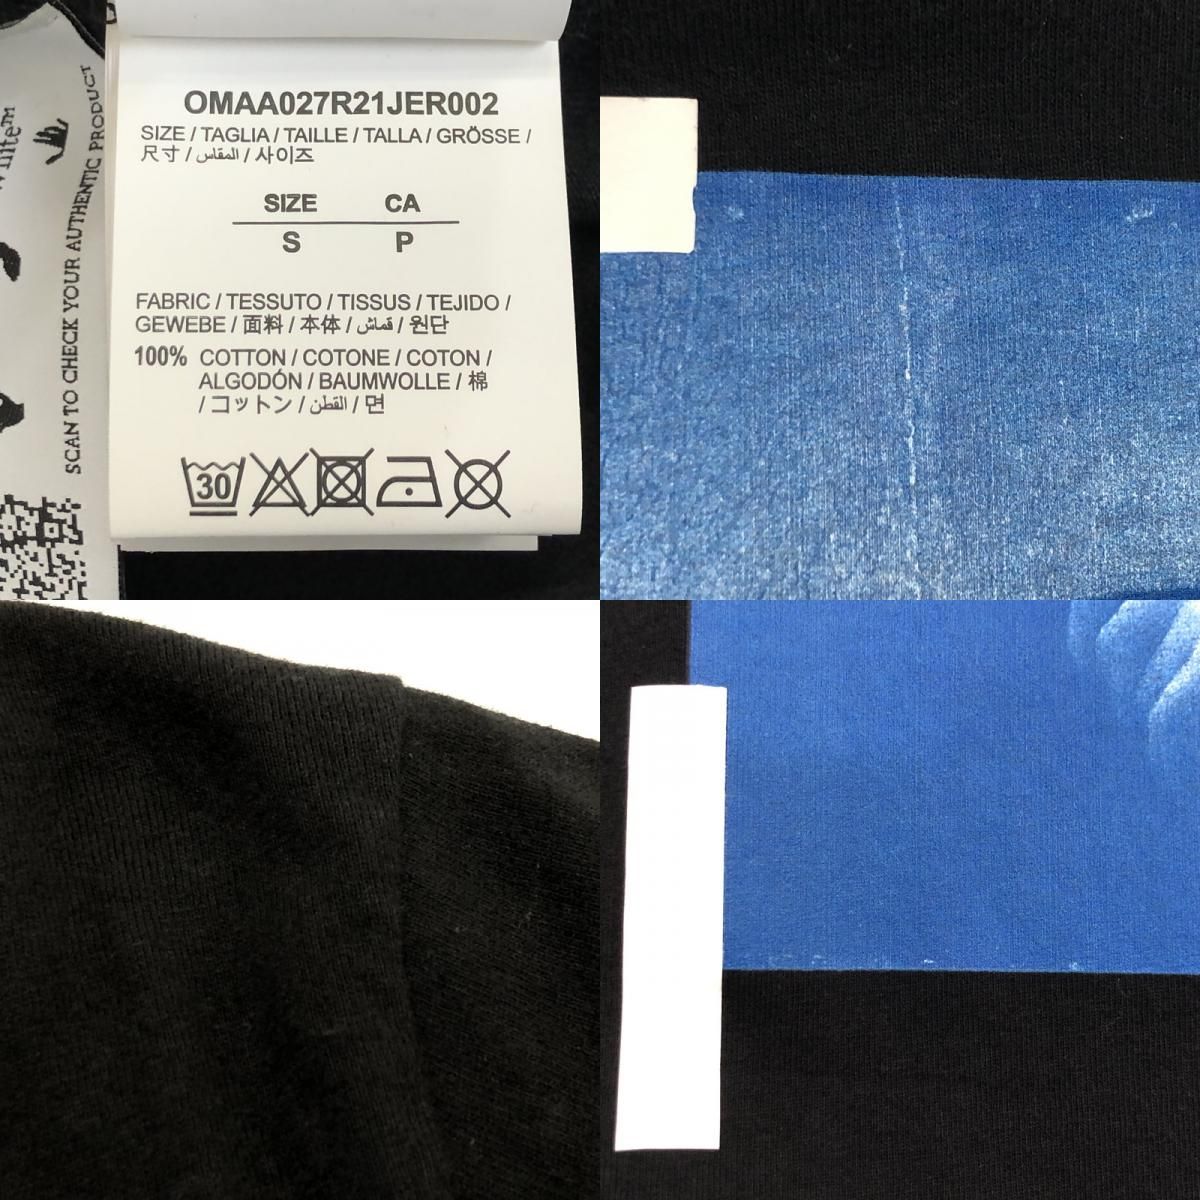 SCAN TO CHECK YOUR AUTHENTIC PRODUCT
OMAA027R21JER002
SIZE / TAGLIA / TAILLE / TALLA / GRÖSSE /
尺寸 / المقاس / 사이즈
SIZE CA
S P
FABRIC / TESSUTO / TISSUS / TEJIDO /
GEWEBE / 面料 / 本体 / قماش / 원단
100% COTTON / COTONE / COTON /
ALGODÓN / BAUMWOLLE / 棉
/ コットン / القطن / 면
30